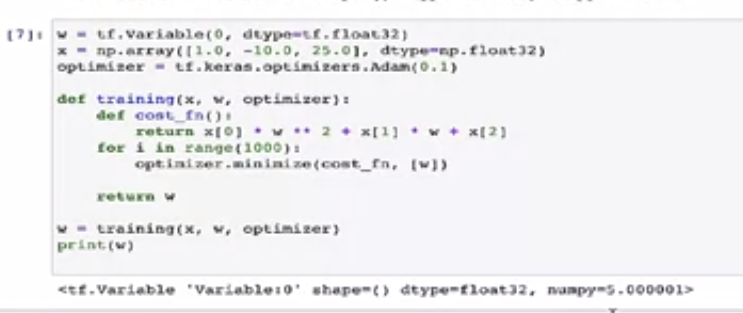 [7]: w = tf.Variable(0, dtype=tf.float32)
x = np.array([1.0, -10.0, 25.0], dtype=np.float32)
optimizer = tf.keras.optimizers.Adam(0.1)
def training(x, w, optimizer):
def cost_fn():
return x[0] * w ** 2 + x[1] * w + x[2]
for i in range(1000):
optimizer.minimize(cost_fn, [w])
return w
w = training(x, w, optimizer)
print(w)
<tf.Variable 'Variable:0' shape=() dtype=float32, numpy=5.000001>